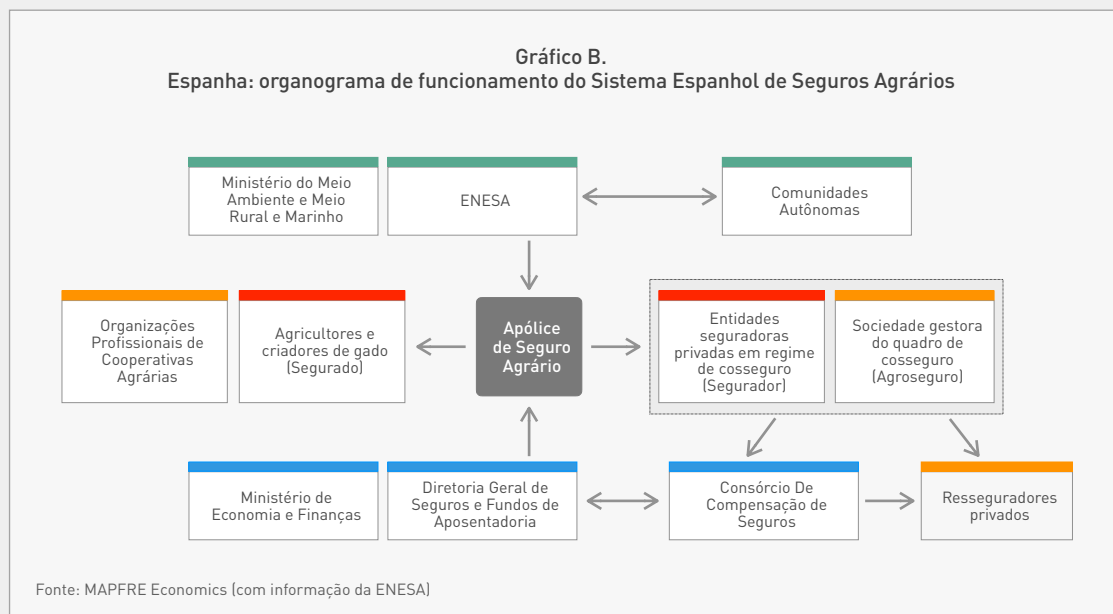 Gráfico B.
Espanha: organograma de funcionamento do Sistema Espanhol de Seguros Agrários
Ministério do Meio
Ambiente e Meio
Rural e Marinho
ENESA
Comunidades
Autônomas
Organizações
Profissionais de
Cooperativas
Agrárias
Agricultores e
criadores de gado
(Segurado)
Apólice
de Seguro
Agrário
Entidades
seguradoras
privadas em regime
de cosseguro
(Segurador)
Sociedade gestora
do quadro de
cosseguro
(Agroseguro)
Ministério de
Economia e Finanças
Diretoria Geral de
Seguros e Fundos de
Aposentadoria
Consórcio De
Compensação de
Seguros
Resseguradores
privados
Fonte: MAPFRE Economics (com informação da ENESA)